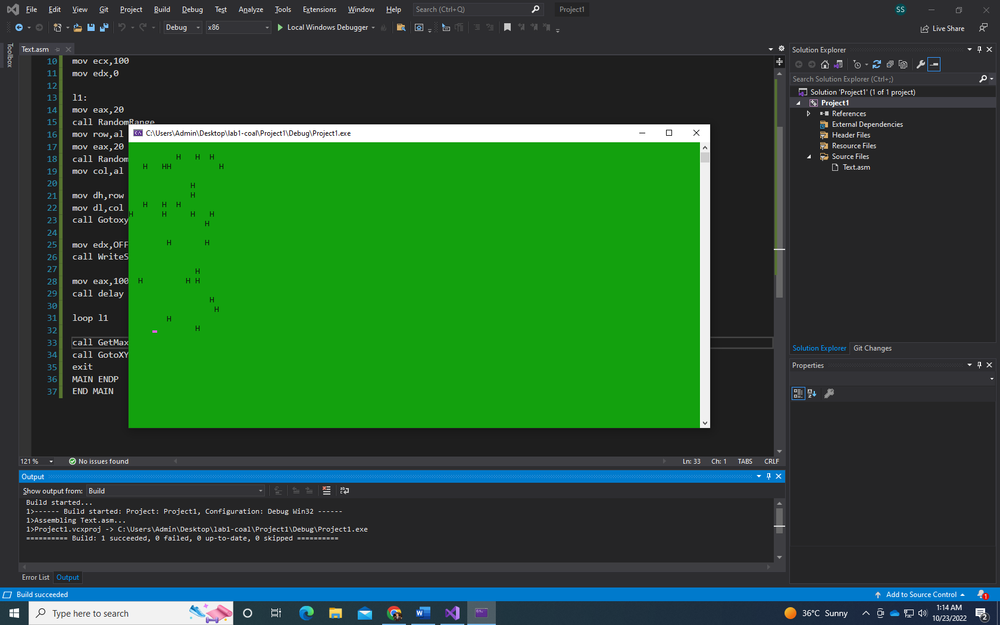 File Edit View Git Project Build Debug Test Analyze Tools Extensions Window Help Search (Ctrl+Q) Project1 SS
Debug x86 Local Windows Debugger Live Share
Toolbox
Text.asm
10 mov ecx,100
11 mov edx,0
12
13 l1:
14 mov eax,20
15 call RandomRange
16 mov row,al
17 mov eax,20
18 call Random
19 mov col,al
20
21 mov dh,row
22 mov dl,col
23 call Gotoxy
24
25 mov edx,OFF
26 call WriteS
27
28 mov eax,100
29 call delay
30
31 loop l1
32
33 call GetMax
34 call GotoXY
35 exit
36 MAIN ENDP
37 END MAIN
C:\Users\Admin\Desktop\lab1-coal\Project1\Debug\Project1.exe
H H H
H HH H
H
H
H H H
H H H H
H
H H
H
H H H
H
H
H
H
121 % No issues found Ln: 33 Ch: 1 TABS CRLF
Output
Show output from: Build
Build started...
1>------ Build started: Project: Project1, Configuration: Debug Win32 ------
1>Assembling Text.asm...
1>Project1.vcxproj -> C:\Users\Admin\Desktop\lab1-coal\Project1\Debug\Project1.exe
========== Build: 1 succeeded, 0 failed, 0 up-to-date, 0 skipped ==========
Error List Output
Solution Explorer
Search Solution Explorer (Ctrl+;)
Solution 'Project1' (1 of 1 project)
Project1
References
External Dependencies
Header Files
Resource Files
Source Files
Text.asm
Solution Explorer Git Changes
Properties
Build succeeded Add to Source Control 1
Type here to search 36°C Sunny 1:14 AM
10/23/2022 2